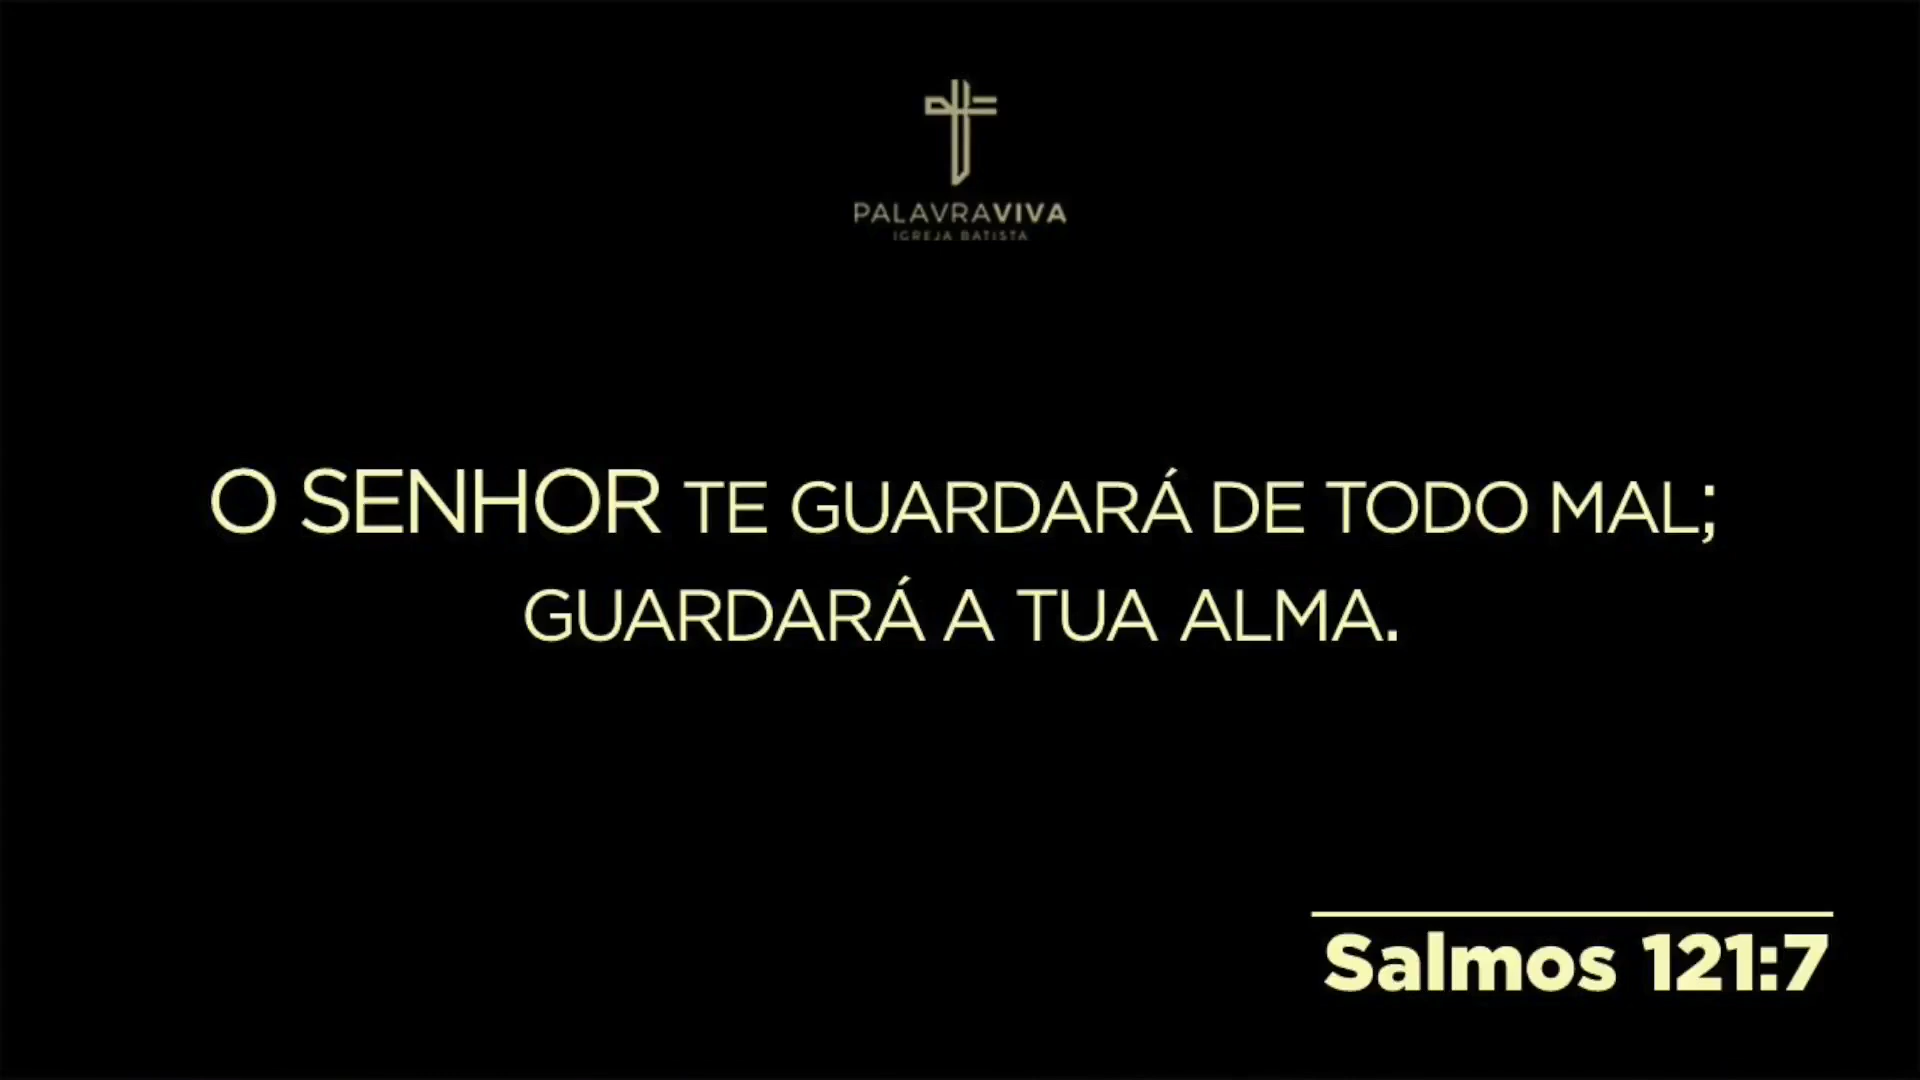 PALAVRAVIVA
IGREJA BATISTA
O SENHOR TE GUARDARÁ DE TODO MAL;
GUARDARÁ A TUA ALMA.
Salmos 121:7